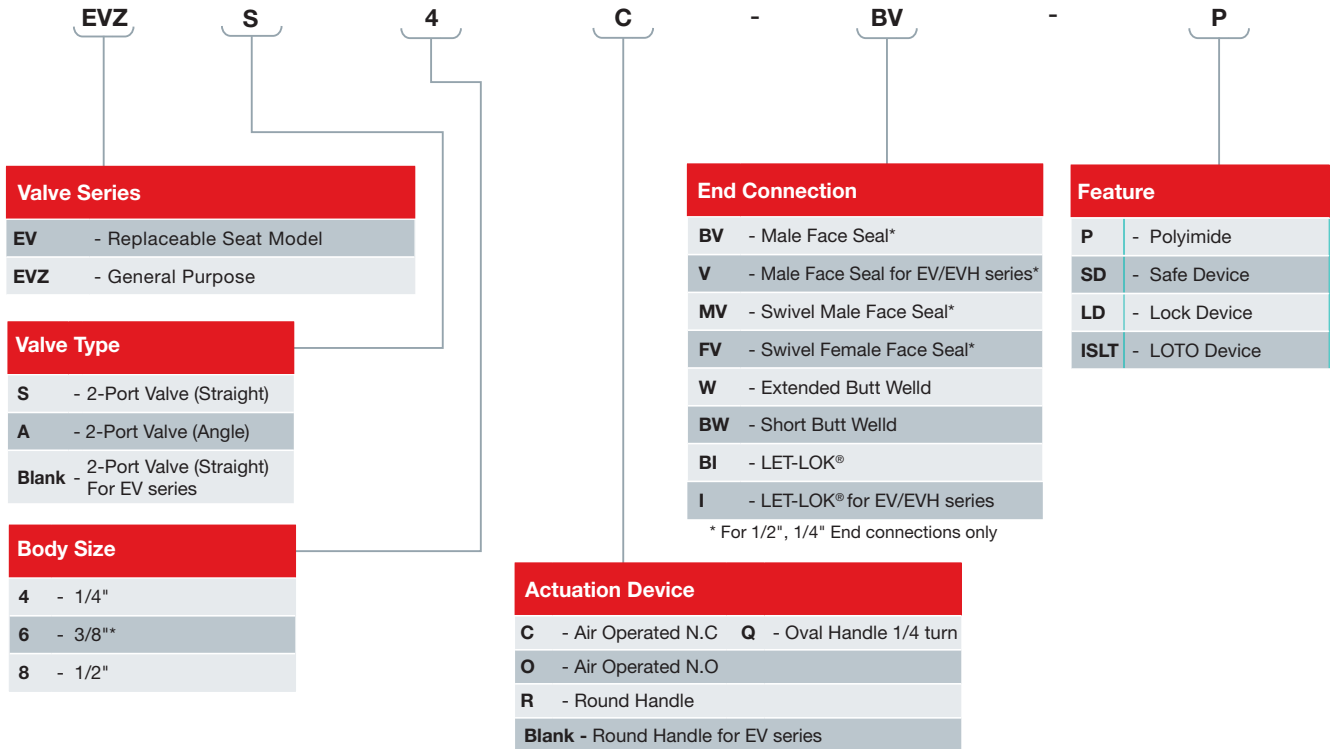 EVZ S 4 C - BV - P
Valve Series
EV - Replaceable Seat Model
EVZ - General Purpose
Valve Type
S - 2-Port Valve (Straight)
A - 2-Port Valve (Angle)
Blank - 2-Port Valve (Straight)
For EV series
Body Size
4 - 1/4"
6 - 3/8"*
8 - 1/2"
Actuation Device
C - Air Operated N.C Q - Oval Handle 1/4 turn
O - Air Operated N.O
R - Round Handle
Blank - Round Handle for EV series
End Connection
BV - Male Face Seal*
V - Male Face Seal for EV/EVH series*
MV - Swivel Male Face Seal*
FV - Swivel Female Face Seal*
W - Extended Butt Welld
BW - Short Butt Welld
BI - LET-LOK®
I - LET-LOK® for EV/EVH series
* For 1/2", 1/4" End connections only
Feature
P - Polyimide
SD - Safe Device
LD - Lock Device
ISLT - LOTO Device